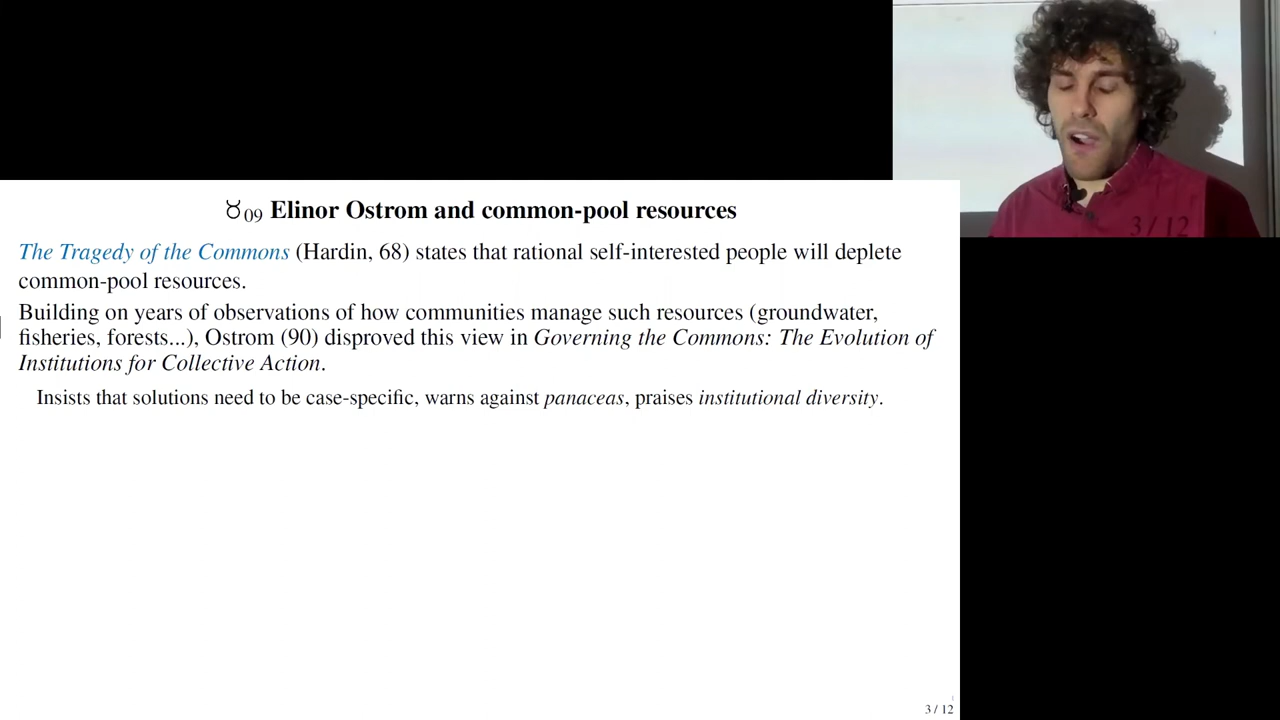 ♉09 Elinor Ostrom and common-pool resources
The Tragedy of the Commons (Hardin, 68) states that rational self-interested people will deplete
common-pool resources.
Building on years of observations of how communities manage such resources (groundwater,
fisheries, forests...), Ostrom (90) disproved this view in Governing the Commons: The Evolution of
Institutions for Collective Action.
Insists that solutions need to be case-specific, warns against panaceas, praises institutional diversity.
3 / 12
3 / 12